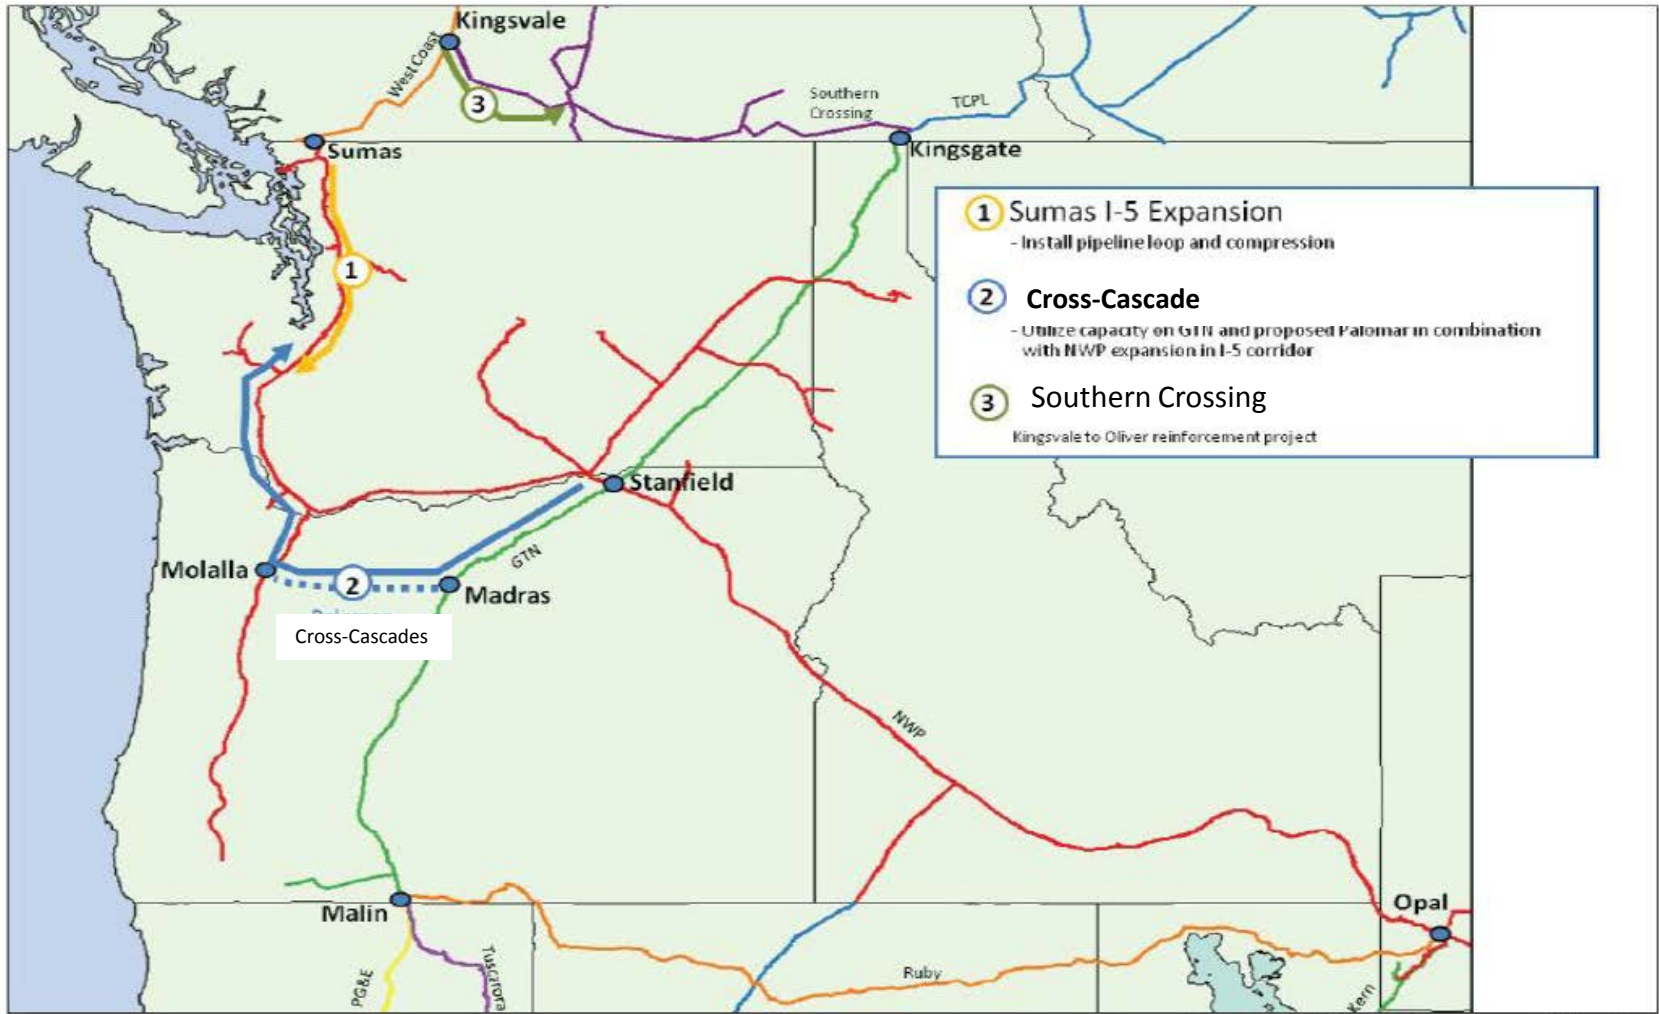 Kingsvale
West Coast
3
Southern
Crossing
TCPL
Sumas
Kingsgate
1 Sumas I-5 Expansion
- Install pipeline loop and compression
1
2 Cross-Cascade
- Utilize capacity on GTN and proposed Palomar in combination
with NWP expansion in I-5 corridor
3 Southern Crossing
Kingsvale to Oliver reinforcement project
Stanfield
GTN
Molalla
2
Madras
Cross-Cascades
NWP
Malin
Opal
PG&E
Tuscarora
Ruby
Kern